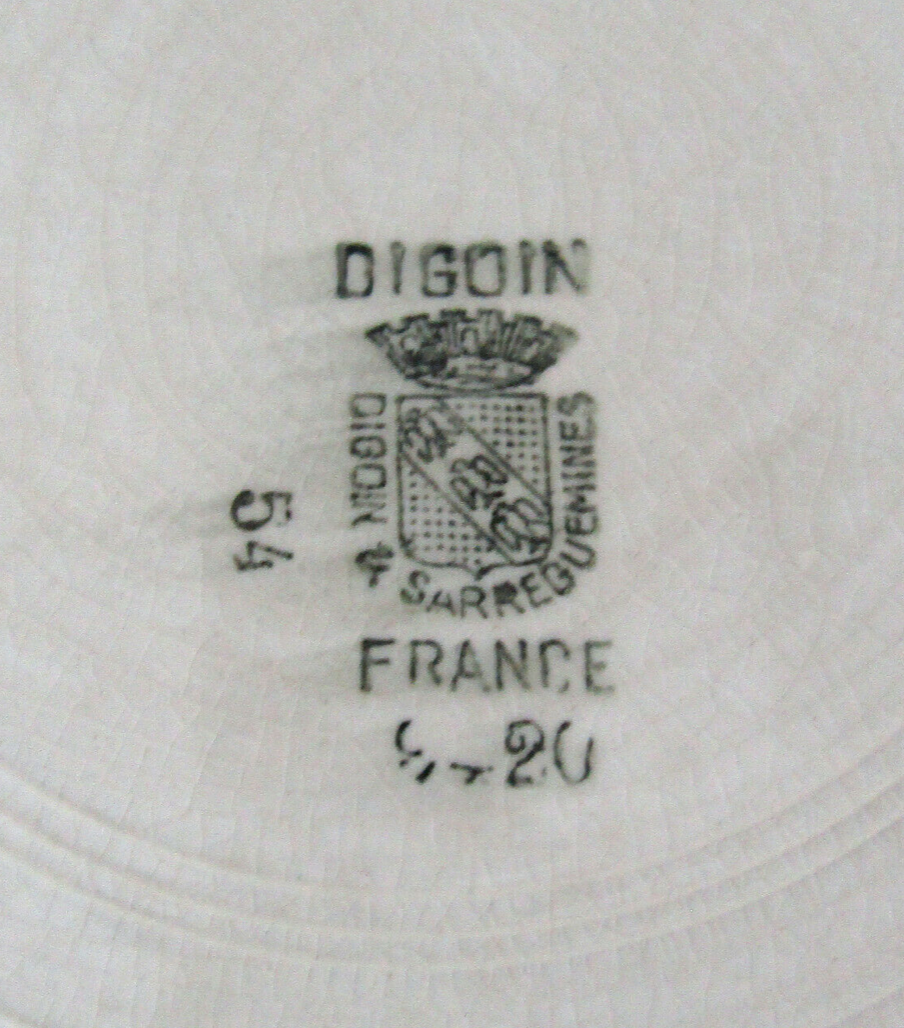 DIGOIN
DIGOIN & SARREGUEMINES
54
FRANCE
20